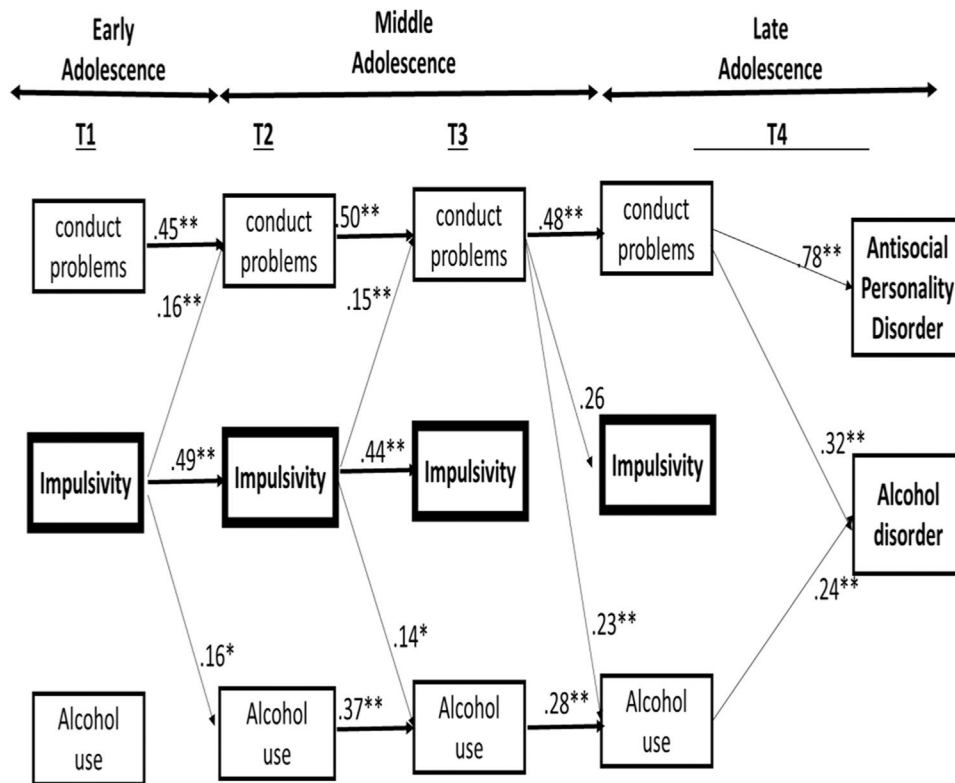 Early
Adolescence
Middle
Adolescence
Late
Adolescence
T1
T2
T3
T4
conduct
problems
.45**
conduct
problems
.50**
conduct
problems
.48**
conduct
problems
.78**
Antisocial
Personality
Disorder
.16**
.15**
.26
Impulsivity
.49**
Impulsivity
.44**
Impulsivity
Impulsivity
.32**
Alcohol
disorder
.24**
.16*
.14*
.23**
Alcohol
use
Alcohol
use
.37**
Alcohol
use
.28**
Alcohol
use